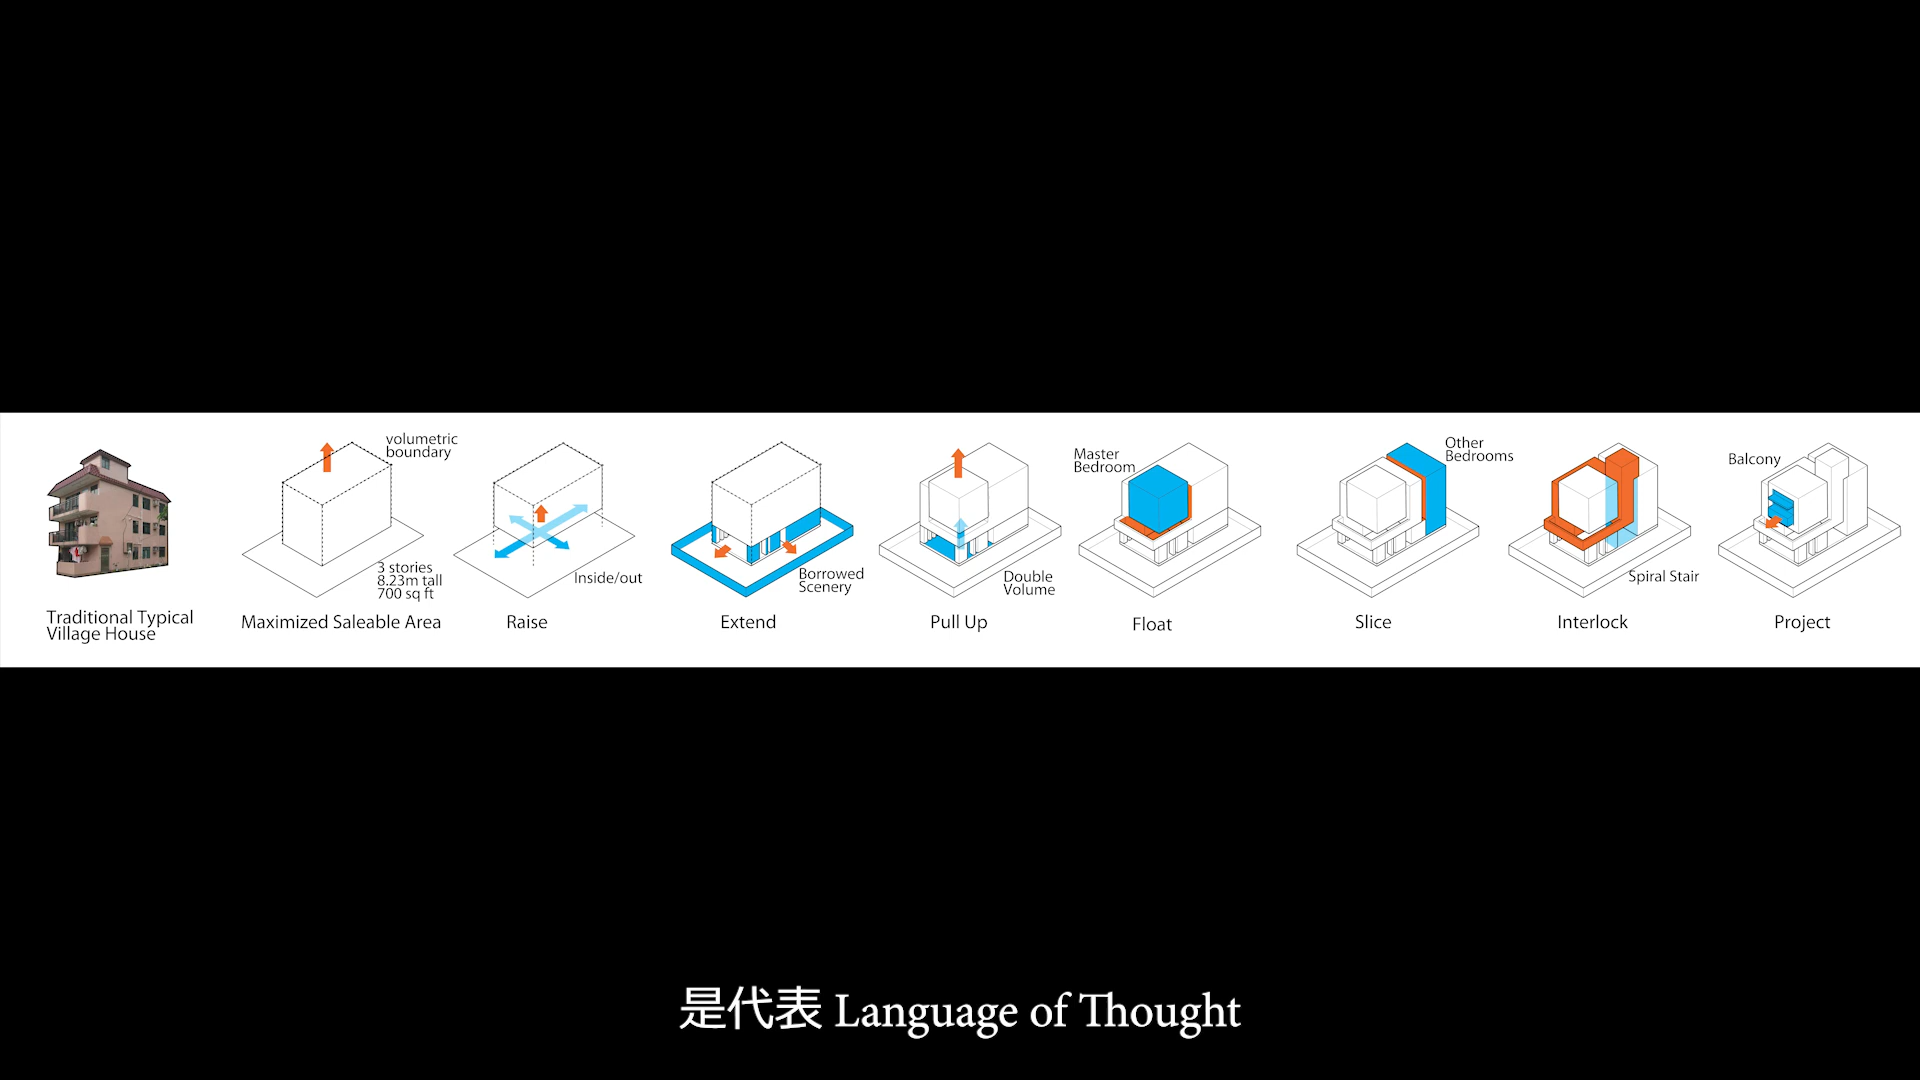 Traditional Typical
Village House
volumetric
boundary
3 stories
8.23m tall
700 sq ft
Maximized Saleable Area
Inside/out
Raise
Borrowed
Scenery
Extend
Double
Volume
Pull Up
Master
Bedroom
Float
Other
Bedrooms
Slice
Spiral Stair
Interlock
Balcony
Project
是代表 Language of Thought